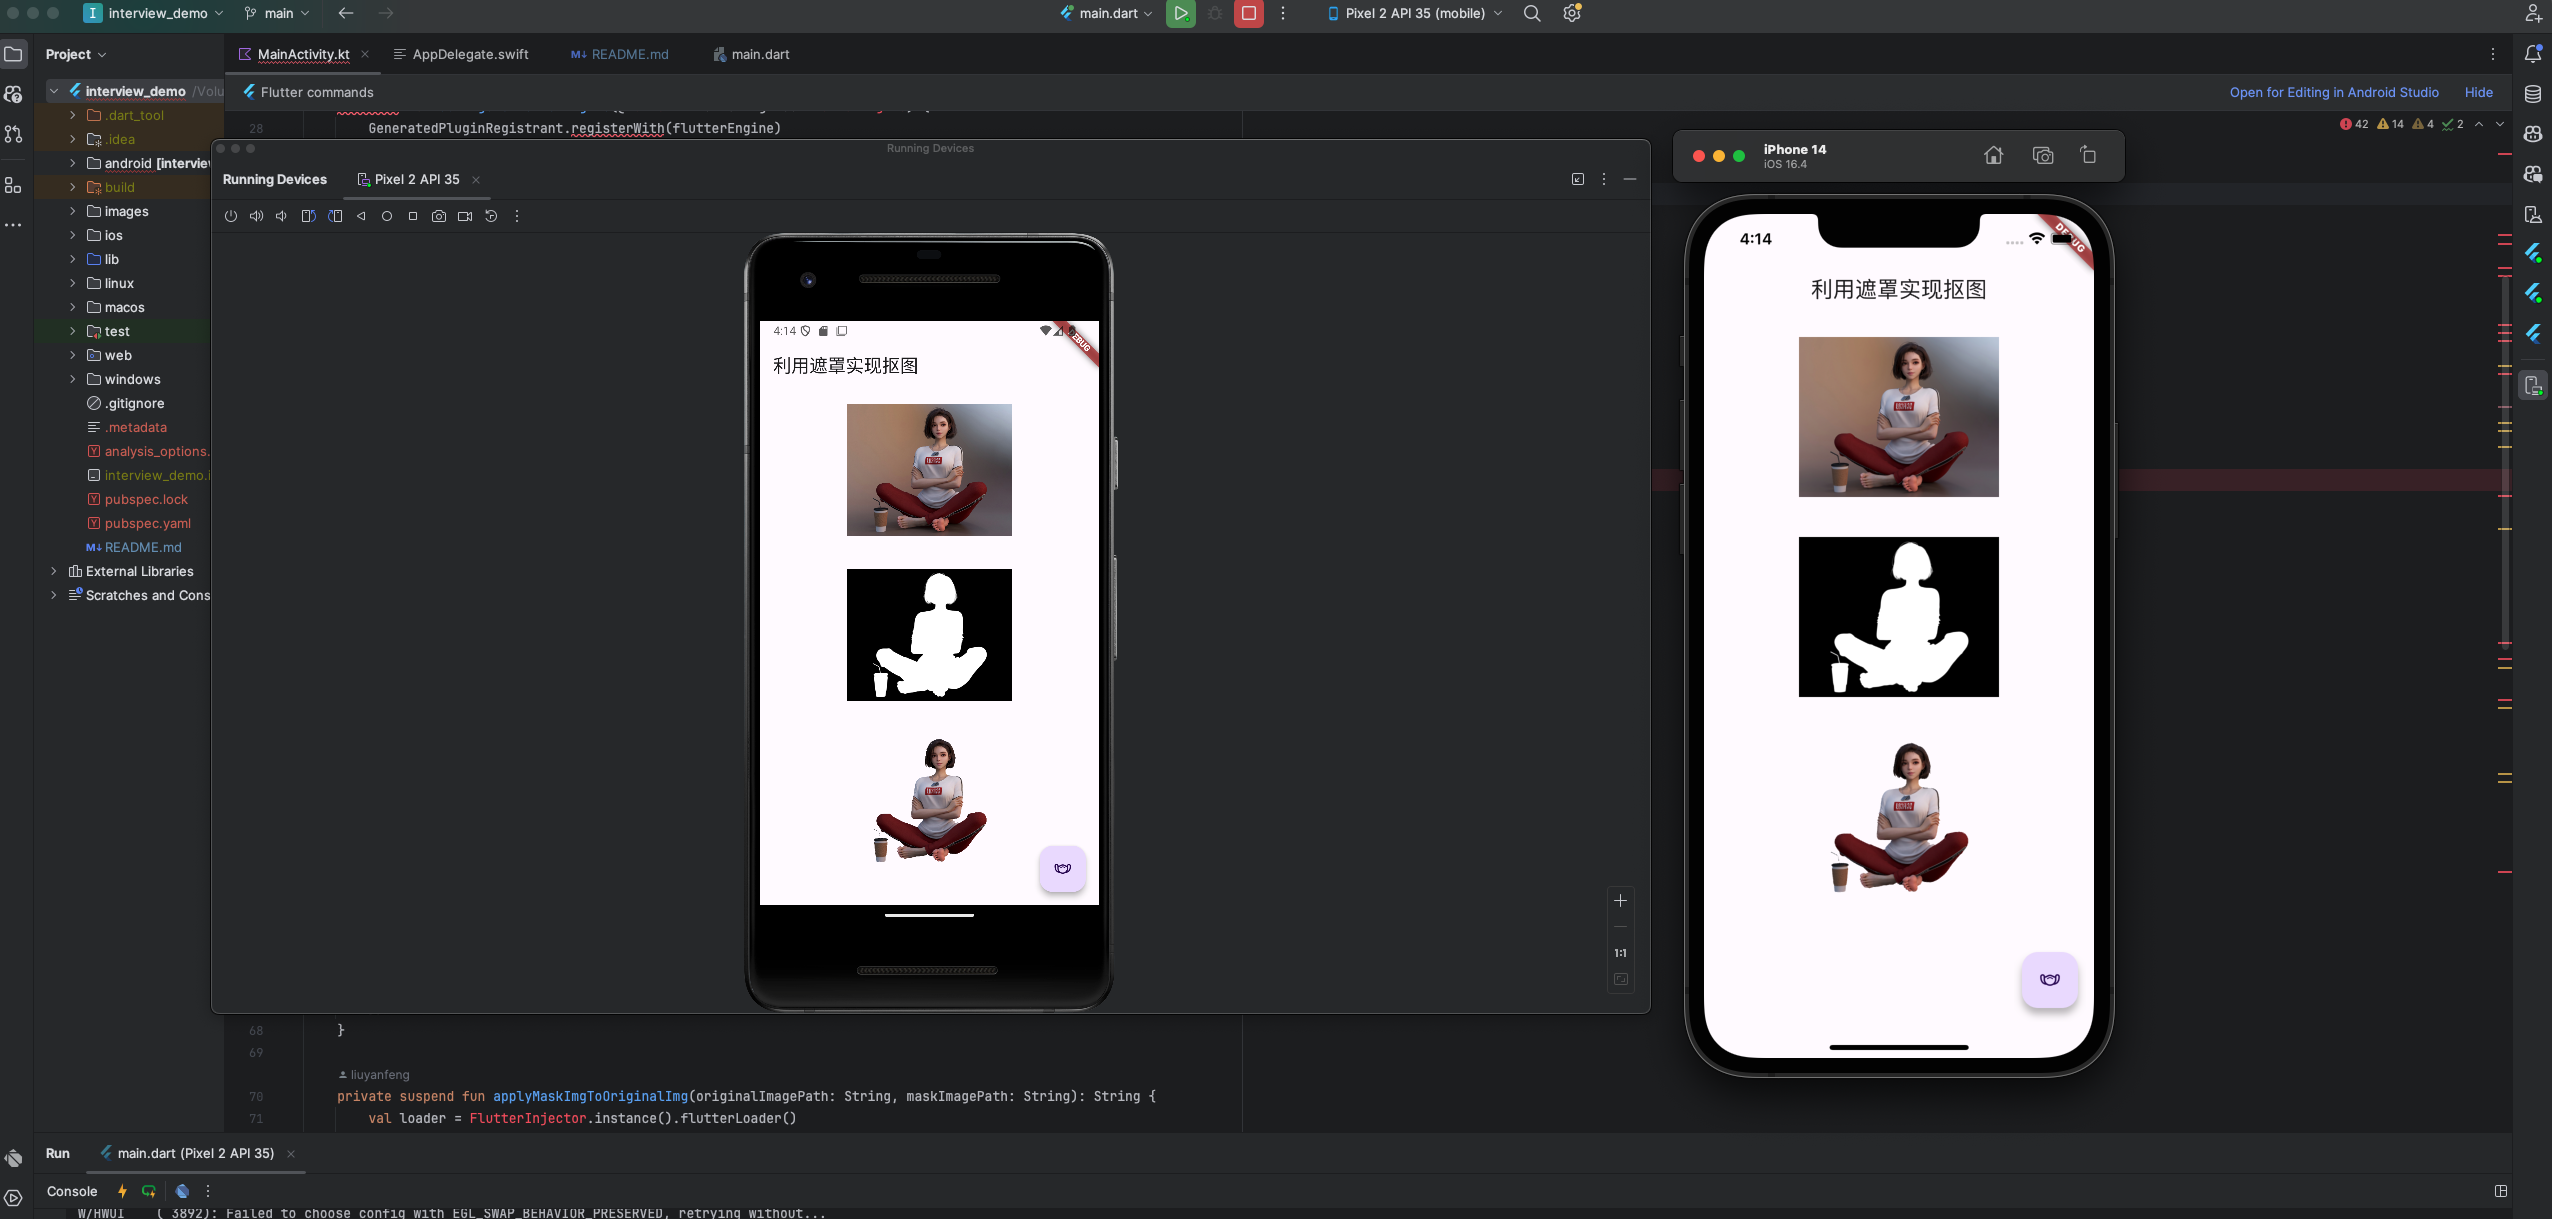 interview_demo
main
main.dart
Pixel 2 API 35 (mobile)
Project
MainActivity.kt
AppDelegate.swift
README.md
main.dart
interview_demo /Volu
Flutter commands
Open for Editing in Android Studio
Hide
.dart_tool
.idea
android [intervie
build
images
ios
lib
linux
macos
test
web
windows
.gitignore
.metadata
analysis_options.
interview_demo.i
pubspec.lock
pubspec.yaml
README.md
External Libraries
Scratches and Cons
28 GeneratedPluginRegistrant.registerWith(flutterEngine)
42 14 4 2
Running Devices
Running Devices
Pixel 2 API 35
4:14
利用遮罩实现抠图
1:1
iPhone 14
iOS 16.4
4:14
DEBUG
利用遮罩实现抠图
68 }
69
liuyanfeng
70 private suspend fun applyMaskImgToOriginalImg(originalImagePath: String, maskImagePath: String): String {
71 val loader = FlutterInjector.instance().flutterLoader()
Run
main.dart (Pixel 2 API 35)
Console
W/HWUI ( 3892): Failed to choose config with EGL_SWAP_BEHAVIOR_PRESERVED, retrying without...